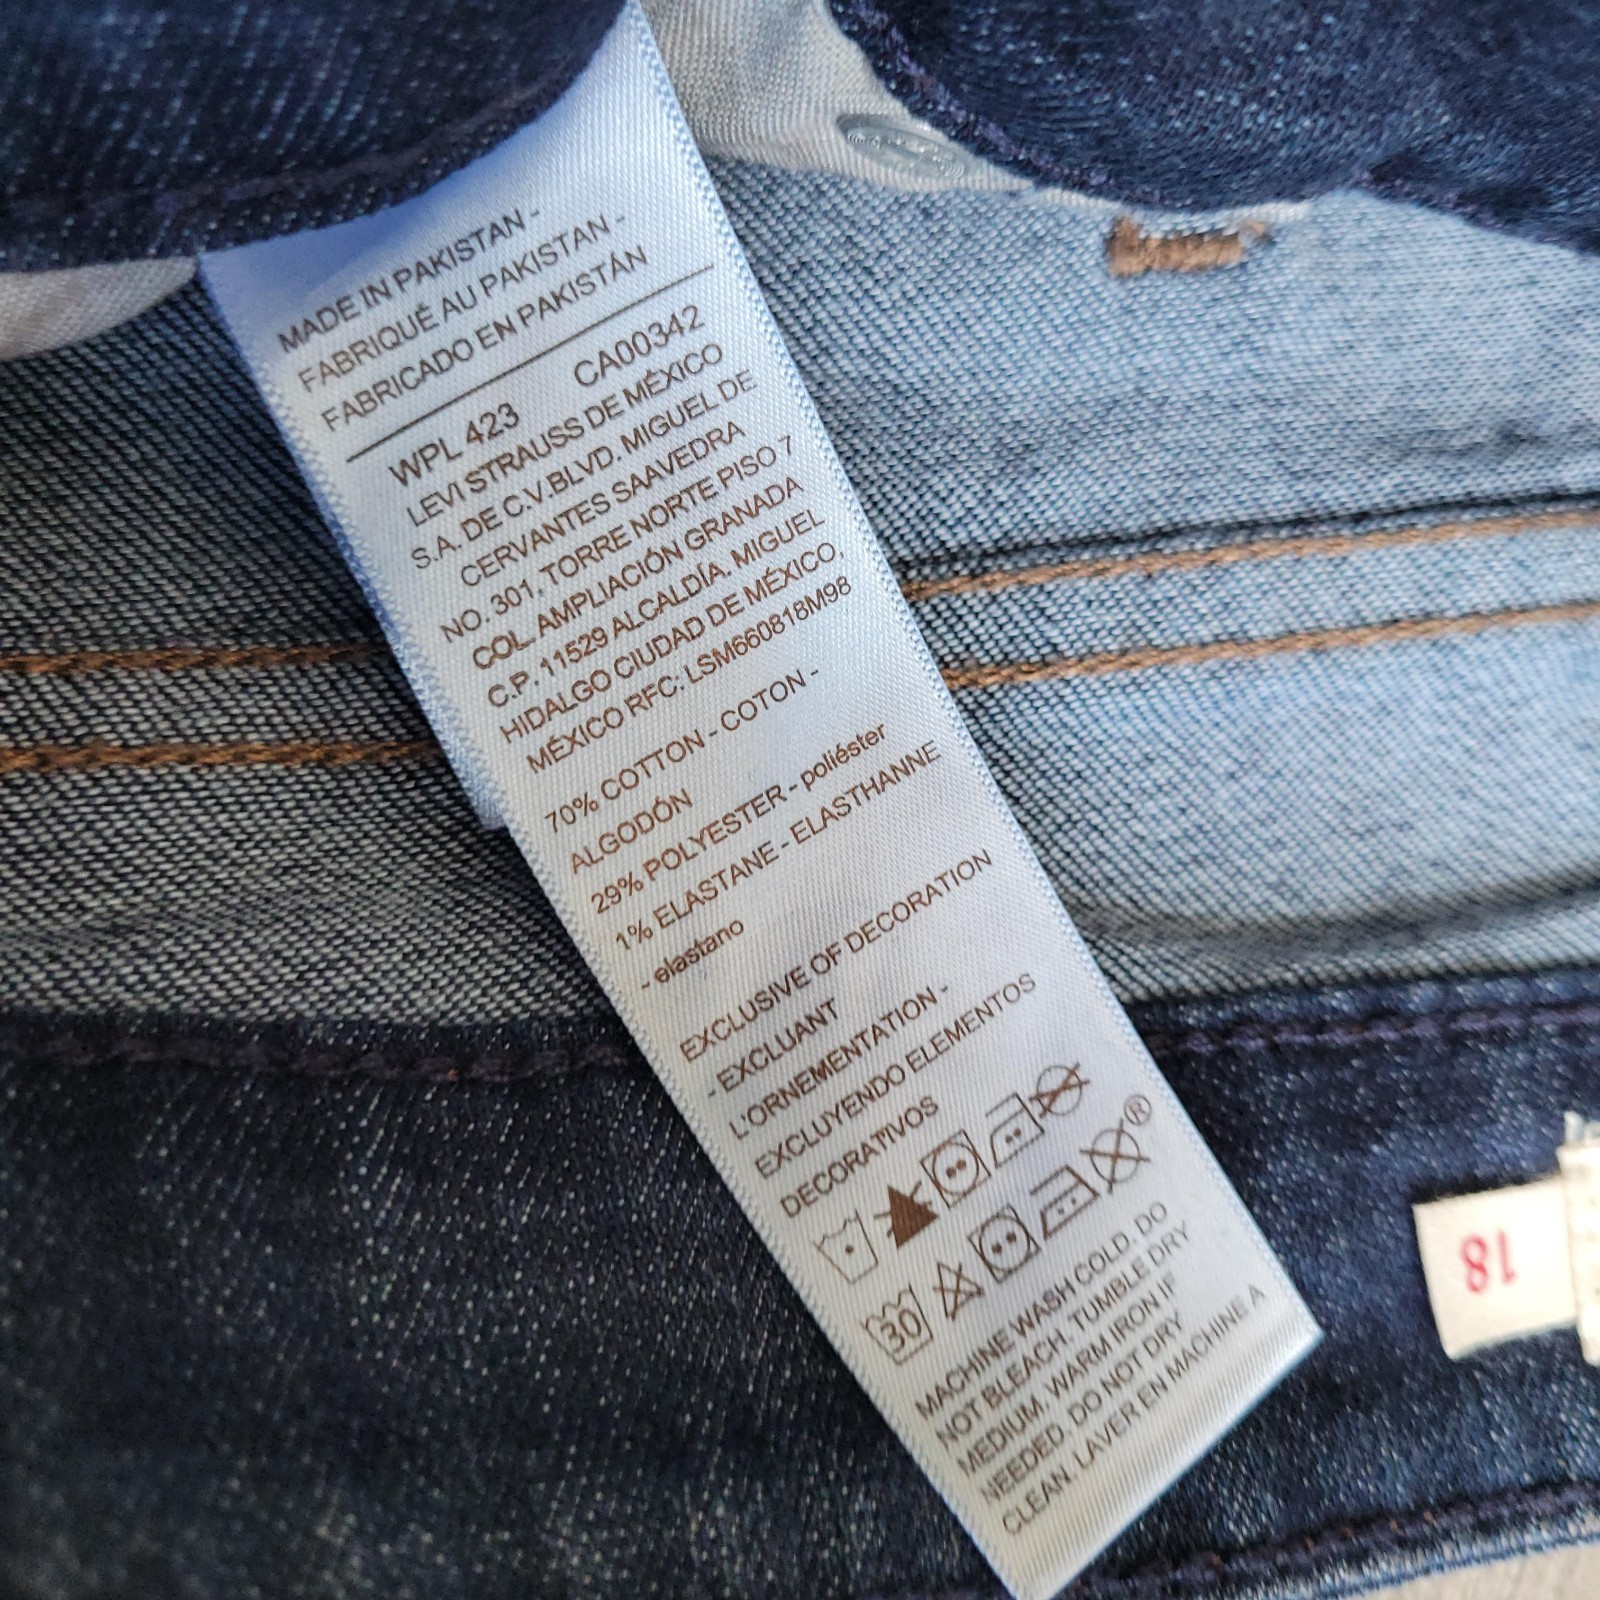 MADE IN PAKISTAN -
FABRIQUÉ AU PAKISTAN -
FABRICADO EN PAKISTÁN
WPL 423 CA00342
LEVI STRAUSS DE MÉXICO
S.A. DE C.V.BLVD. MIGUEL DE
CERVANTES SAAVEDRA
NO. 301, TORRE NORTE PISO 7
COL. AMPLIACIÓN GRANADA
C.P. 11529 ALCALDÍA. MIGUEL
HIDALGO CIUDAD DE MÉXICO,
MÉXICO RFC: LSM660818M98
70% COTTON - COTON -
ALGODÓN
29% POLYESTER - poliéster
1% ELASTANE - ELASTHANNE
- elastano
EXCLUSIVE OF DECORATION
- EXCLUANT
L'ORNEMENTATION -
EXCLUYENDO ELEMENTOS
DECORATIVOS
®
30
MACHINE WASH COLD. DO
NOT BLEACH. TUMBLE DRY
MEDIUM. WARM IRON IF
NEEDED. DO NOT DRY
CLEAN. LAVER EN MACHINE A
18